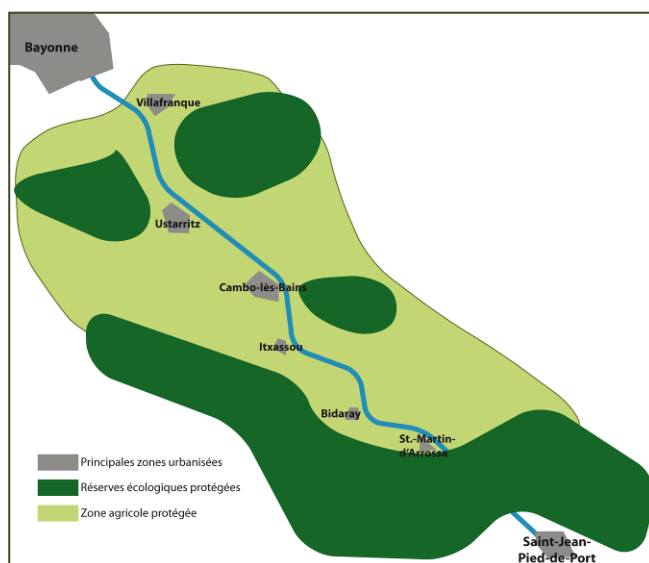 Bayonne
Villafranque
Ustarritz
Cambo-lès-Bains
Itxassou
Bidaray
St.-Martin-
d'Arrossa
Principales zones urbanisées
Réserves écologiques protégées
Zone agricole protégée
Saint-Jean-
Pied-de-Port